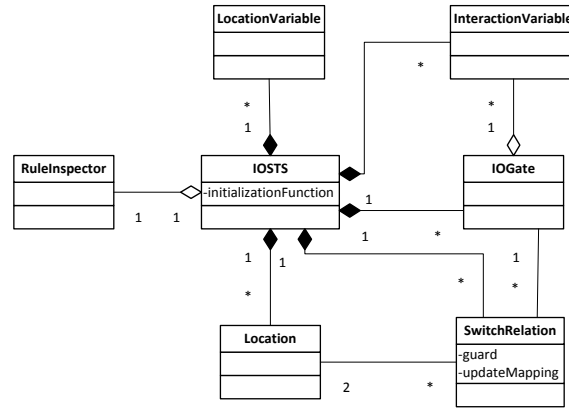 LocationVariable
InteractionVariable
*
*
*
1
1
RuleInspector
IOSTS
-initializationFunction
IOGate
1
1
1
1
*
1
1
1
*
*
*
Location
SwitchRelation
-guard
-updateMapping
2
*